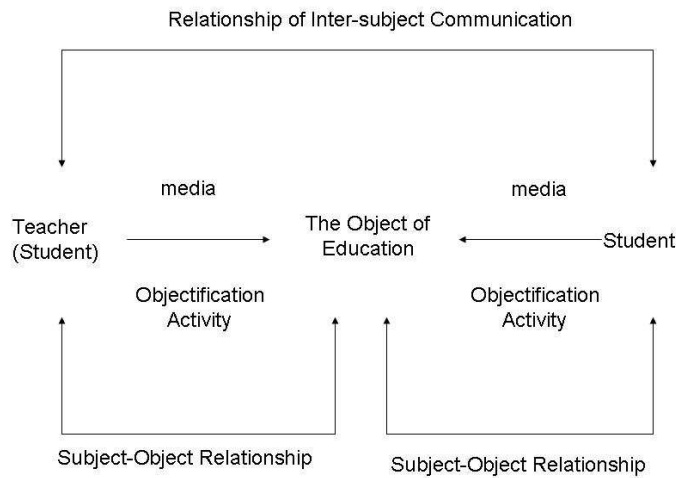 Relationship of Inter-subject Communication
media
media
Teacher
(Student)
The Object of
Education
Student
Objectification
Activity
Objectification
Activity
Subject-Object Relationship
Subject-Object Relationship